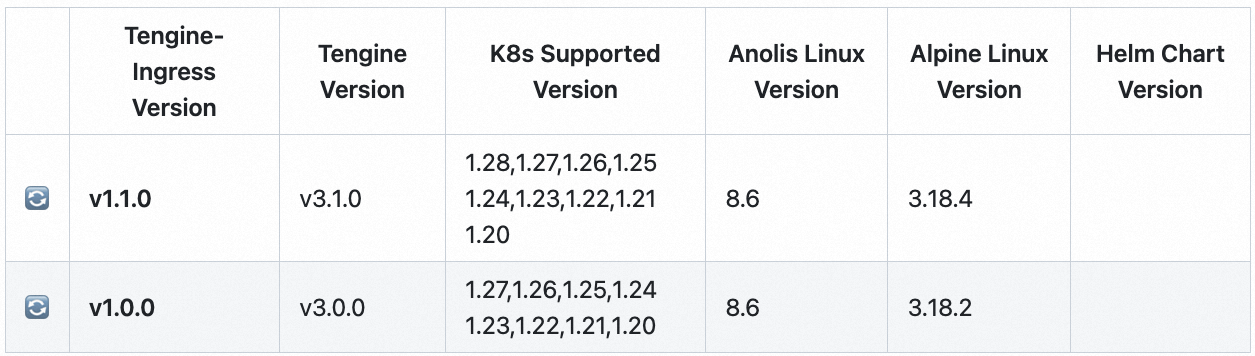 Tengine-
Ingress
Version
Tengine
Version
K8s Supported
Version
Anolis Linux
Version
Alpine Linux
Version
Helm Chart
Version
v1.1.0
v3.1.0
1.28,1.27,1.26,1.25
1.24,1.23,1.22,1.21
1.20
8.6
3.18.4
v1.0.0
v3.0.0
1.27,1.26,1.25,1.24
1.23,1.22,1.21,1.20
8.6
3.18.2